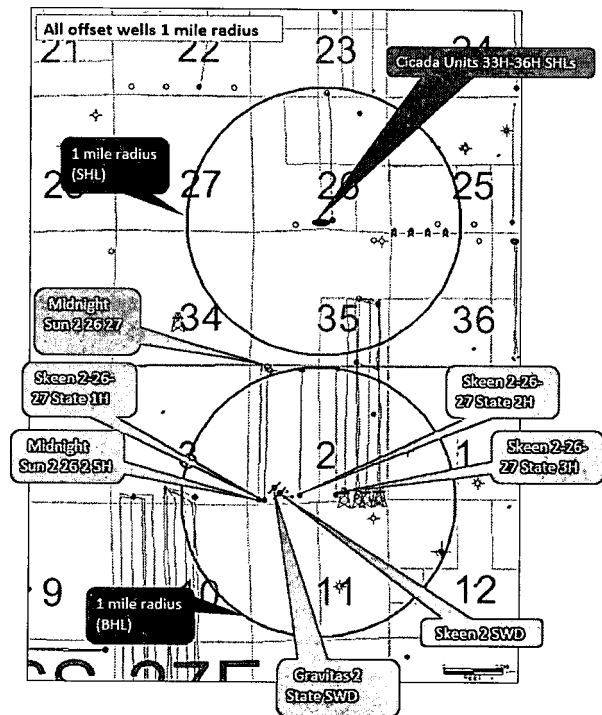 All offset wells 1 mile radius
21
22
23
24
Cicada Units 33H-36H SHLs
1 mile radius
(SHL)
27
26
25
Midnight
Sun 2 26 27
34
35
36
Skeen 2-26-
27 State 1H
Skeen 2-26-
27 State 2H
Midnight
Sun 2 26 2 5H
3
2
1
Skeen 2-26-
27 State 3H
9
10
11
12
1 mile radius
(BHL)
Skeen 2 SWD
Gravitas 2
State SWD